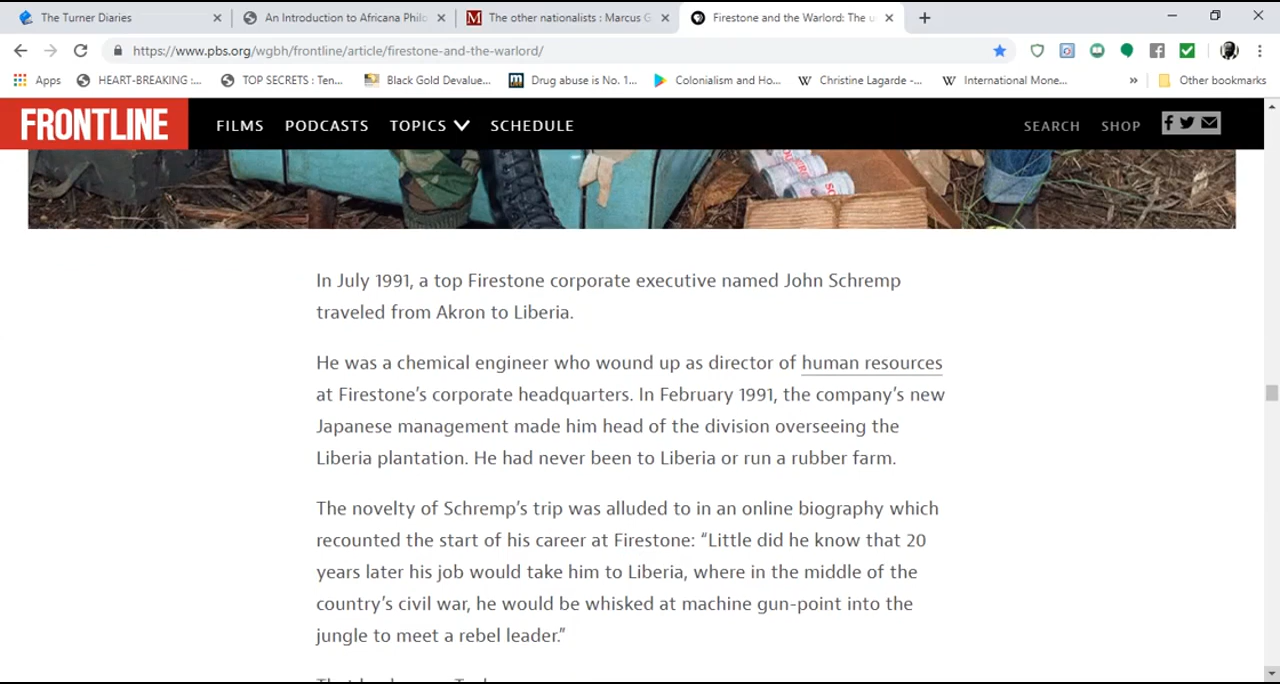 The Turner Diaries
An Introduction to Africana Philo
The other nationalists : Marcus G
Firestone and the Warlord: The u
https://www.pbs.org/wgbh/frontline/article/firestone-and-the-warlord/
Apps
HEART-BREAKING :...
TOP SECRETS : Ten...
Black Gold Devalue...
Drug abuse is No. 1...
Colonialism and Ho...
Christine Lagarde -...
International Mone...
»
Other bookmarks
FRONTLINE
FILMS PODCASTS TOPICS SCHEDULE
SEARCH SHOP
In July 1991, a top Firestone corporate executive named John Schremp
traveled from Akron to Liberia.
He was a chemical engineer who wound up as director of human resources
at Firestone’s corporate headquarters. In February 1991, the company’s new
Japanese management made him head of the division overseeing the
Liberia plantation. He had never been to Liberia or run a rubber farm.
The novelty of Schremp’s trip was alluded to in an online biography which
recounted the start of his career at Firestone: “Little did he know that 20
years later his job would take him to Liberia, where in the middle of the
country’s civil war, he would be whisked at machine gun-point into the
jungle to meet a rebel leader.”